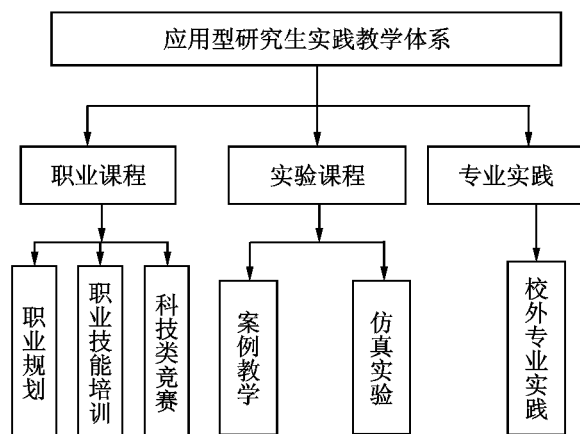 应用型研究生实践教学体系
职业课程
实验课程
专业实践
职业规划
职业技能培训
科技类竞赛
案例教学
仿真实验
校外专业实践